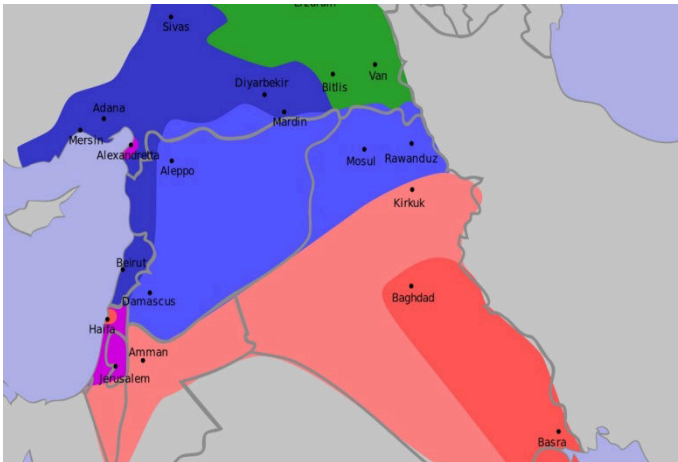 Erzurum
Sivas
Van
Diyarbekir
Bitlis
Adana
Mardin
Mersin
Alexandretta
Mosul
Rawanduz
Aleppo
Kirkuk
Beirut
Baghdad
Damascus
Haifa
Amman
Jerusalem
Basra